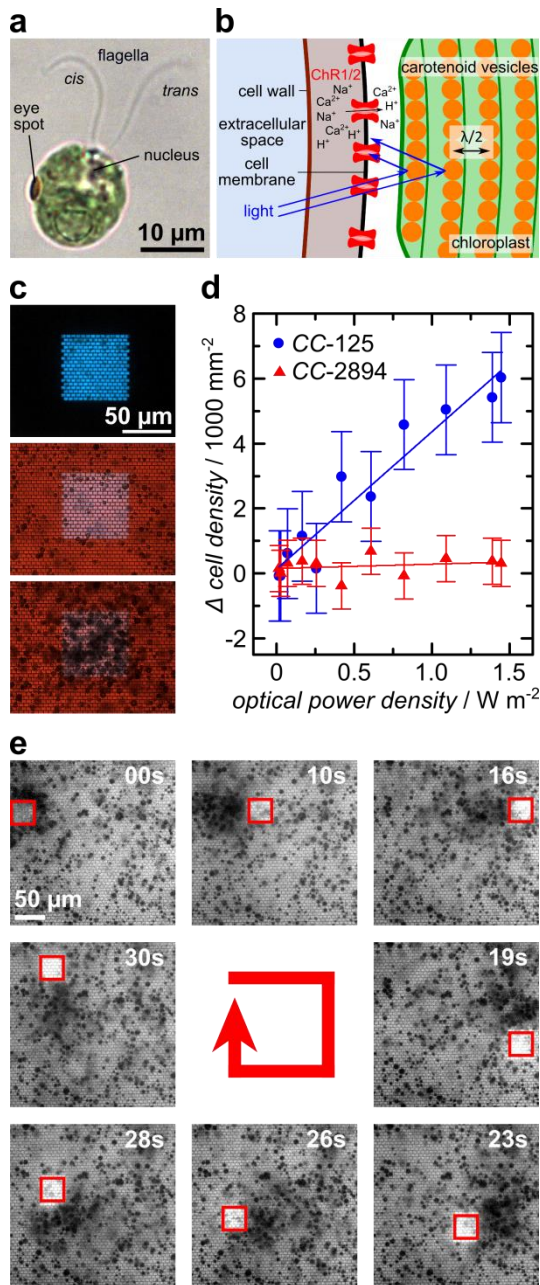 a
flagella
cis
trans
eye
spot
nucleus
10 µm
b
ChR1/2
carotenoid vesicles
cell wall
Na⁺
Ca²⁺
Na⁺
Ca²⁺
H⁺
Na⁺
extracellular
space
Ca²⁺H⁺
H⁺
λ/2
cell
membrane
light
chloroplast
c
50 µm
d
CC-125
CC-2894
8
6
4
2
0
-2
Δ cell density / 1000 mm⁻²
0
0.5
1.0
1.5
optical power density / W m⁻²
e
00s
10s
16s
50 µm
30s
19s
28s
26s
23s